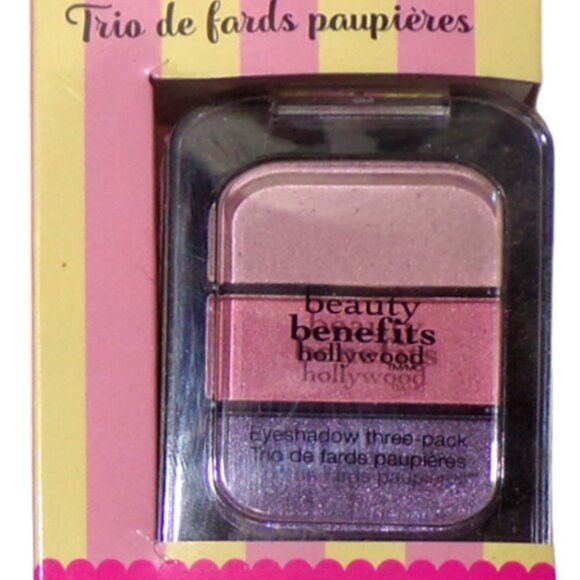 Trio de fards paupières
beauty
benefits
hollywood
Eyeshadow three-pack
Trio de fards paupières